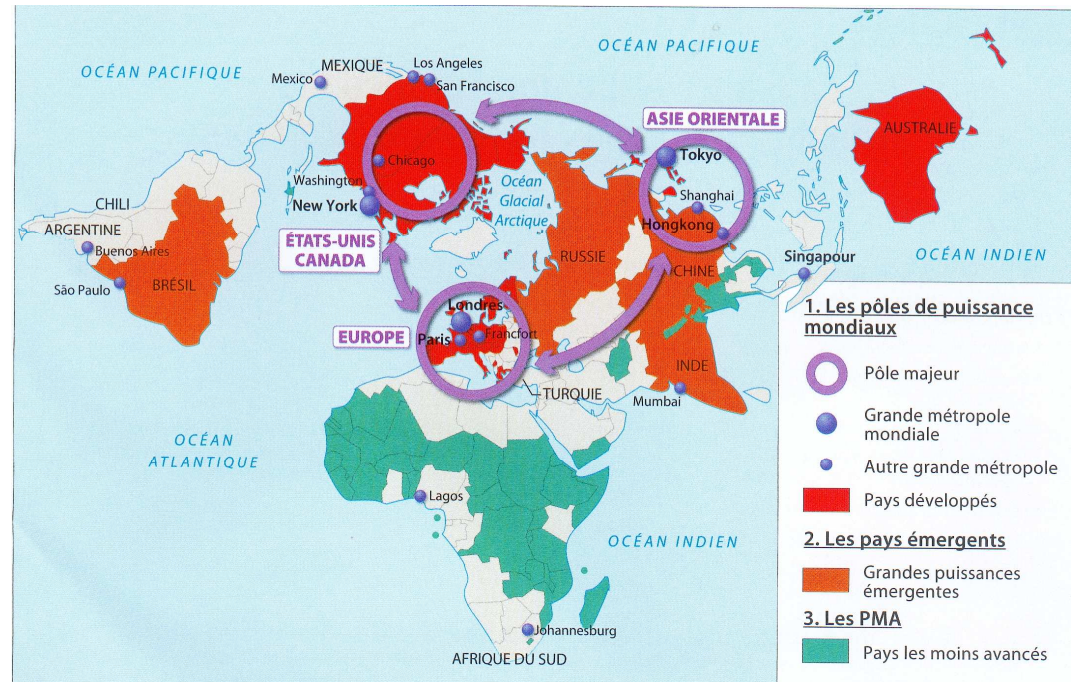 OCÉAN PACIFIQUE
OCÉAN PACIFIQUE
MEXIQUE
Los Angeles
Mexico
San Francisco
ASIE ORIENTALE
AUSTRALIE
Tokyo
Chicago
Washington
New York
Océan
Glacial
Arctique
Shanghai
Hongkong
CHILI
ARGENTINE
Buenos Aires
ÉTATS-UNIS
CANADA
RUSSIE
CHINE
Singapour
OCÉAN INDIEN
São Paulo
BRÉSIL
Londres
EUROPE
Paris
Francfort
INDE
TURQUIE
Mumbai
OCÉAN
ATLANTIQUE
Lagos
OCÉAN INDIEN
Johannesburg
AFRIQUE DU SUD
1. Les pôles de puissance
mondiaux
Pôle majeur
Grande métropole
mondiale
Autre grande métropole
Pays développés
2. Les pays émergents
Grandes puissances
émergentes
3. Les PMA
Pays les moins avancés